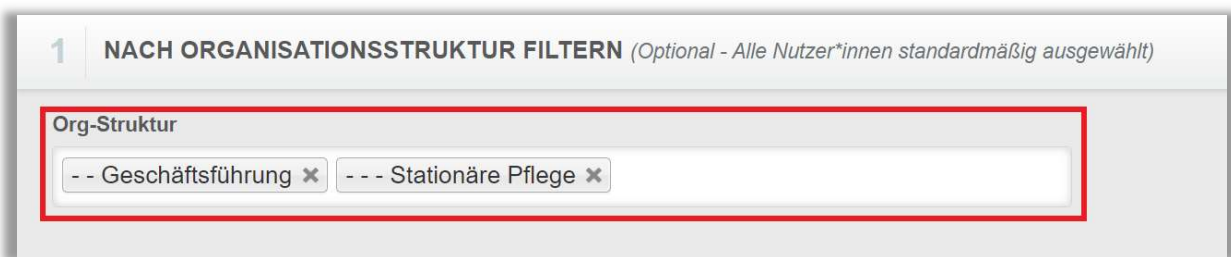 1 NACH ORGANISATIONSSTRUKTUR FILTERN (Optional - Alle Nutzer*innen standardmäßig ausgewählt)
Org-Struktur
- - Geschäftsführung × - - - Stationäre Pflege ×